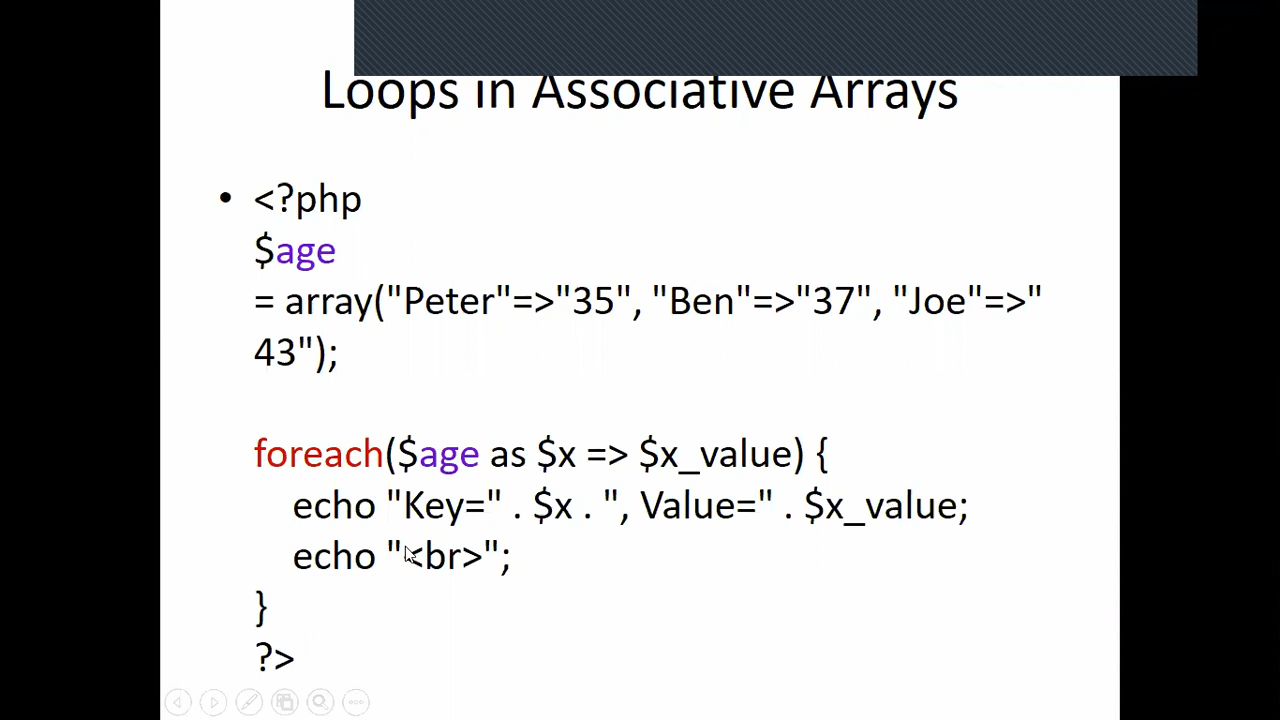 Loops in Associative Arrays
• <?php
$age
= array("Peter"=>"35", "Ben"=>"37", "Joe"=>"
43");
foreach($age as $x => $x_value) {
echo "Key=" . $x . ", Value=" . $x_value;
echo "<br>";
}
?>